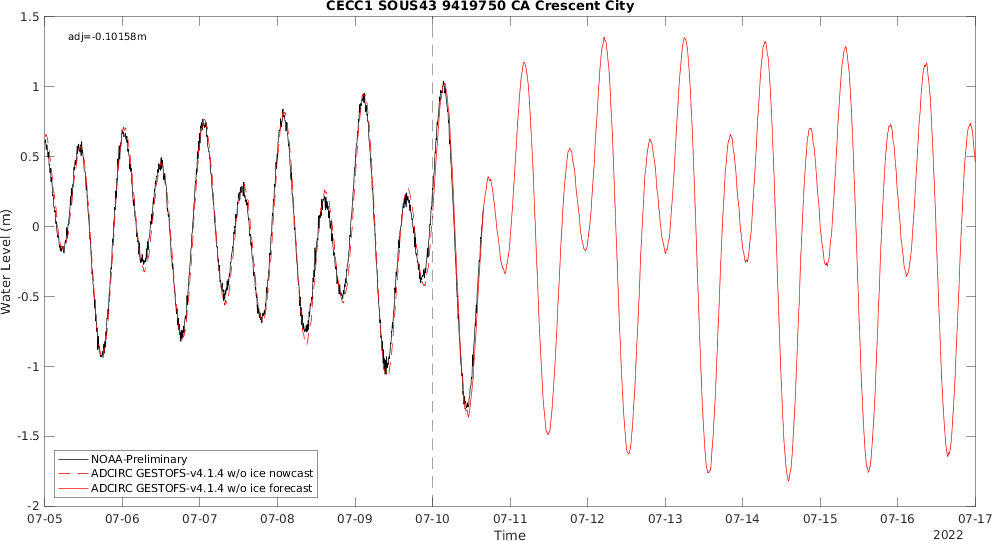 CECC1 SOUS43 9419750 CA Crescent City
adj=-0.10158m
1.5
1
0.5
0
-0.5
-1
-1.5
-2
Water Level (m)
NOAA-Preliminary
ADCIRC GESTOFS-v4.1.4 w/o ice nowcast
ADCIRC GESTOFS-v4.1.4 w/o ice forecast
07-05 07-06 07-07 07-08 07-09 07-10 07-11 07-12 07-13 07-14 07-15 07-16 07-17
Time
2022